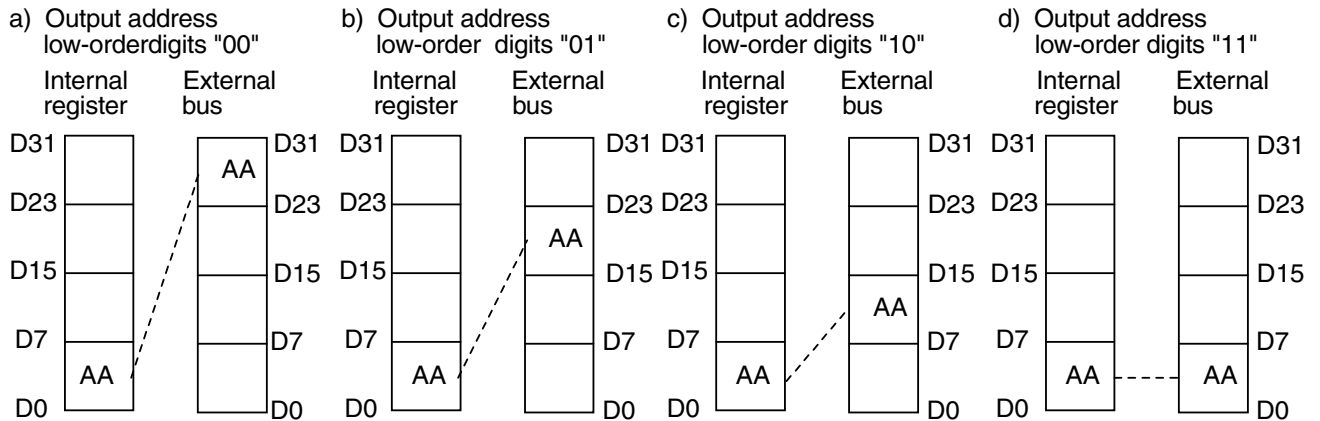 a) Output address
low-orderdigits "00"
Internal
register
External
bus
D31
D23
D15
D7
D0
AA
AA
D31
D23
D15
D7
D0
b) Output address
low-order digits "01"
Internal
register
External
bus
D31
D23
D15
D7
D0
AA
AA
D31
D23
D15
D7
D0
c) Output address
low-order digits "10"
Internal
register
External
bus
D31
D23
D15
D7
D0
AA
AA
D31
D23
D15
D7
D0
d) Output address
low-order digits "11"
Internal
register
External
bus
D31
D23
D15
D7
D0
AA
AA
D31
D23
D15
D7
D0